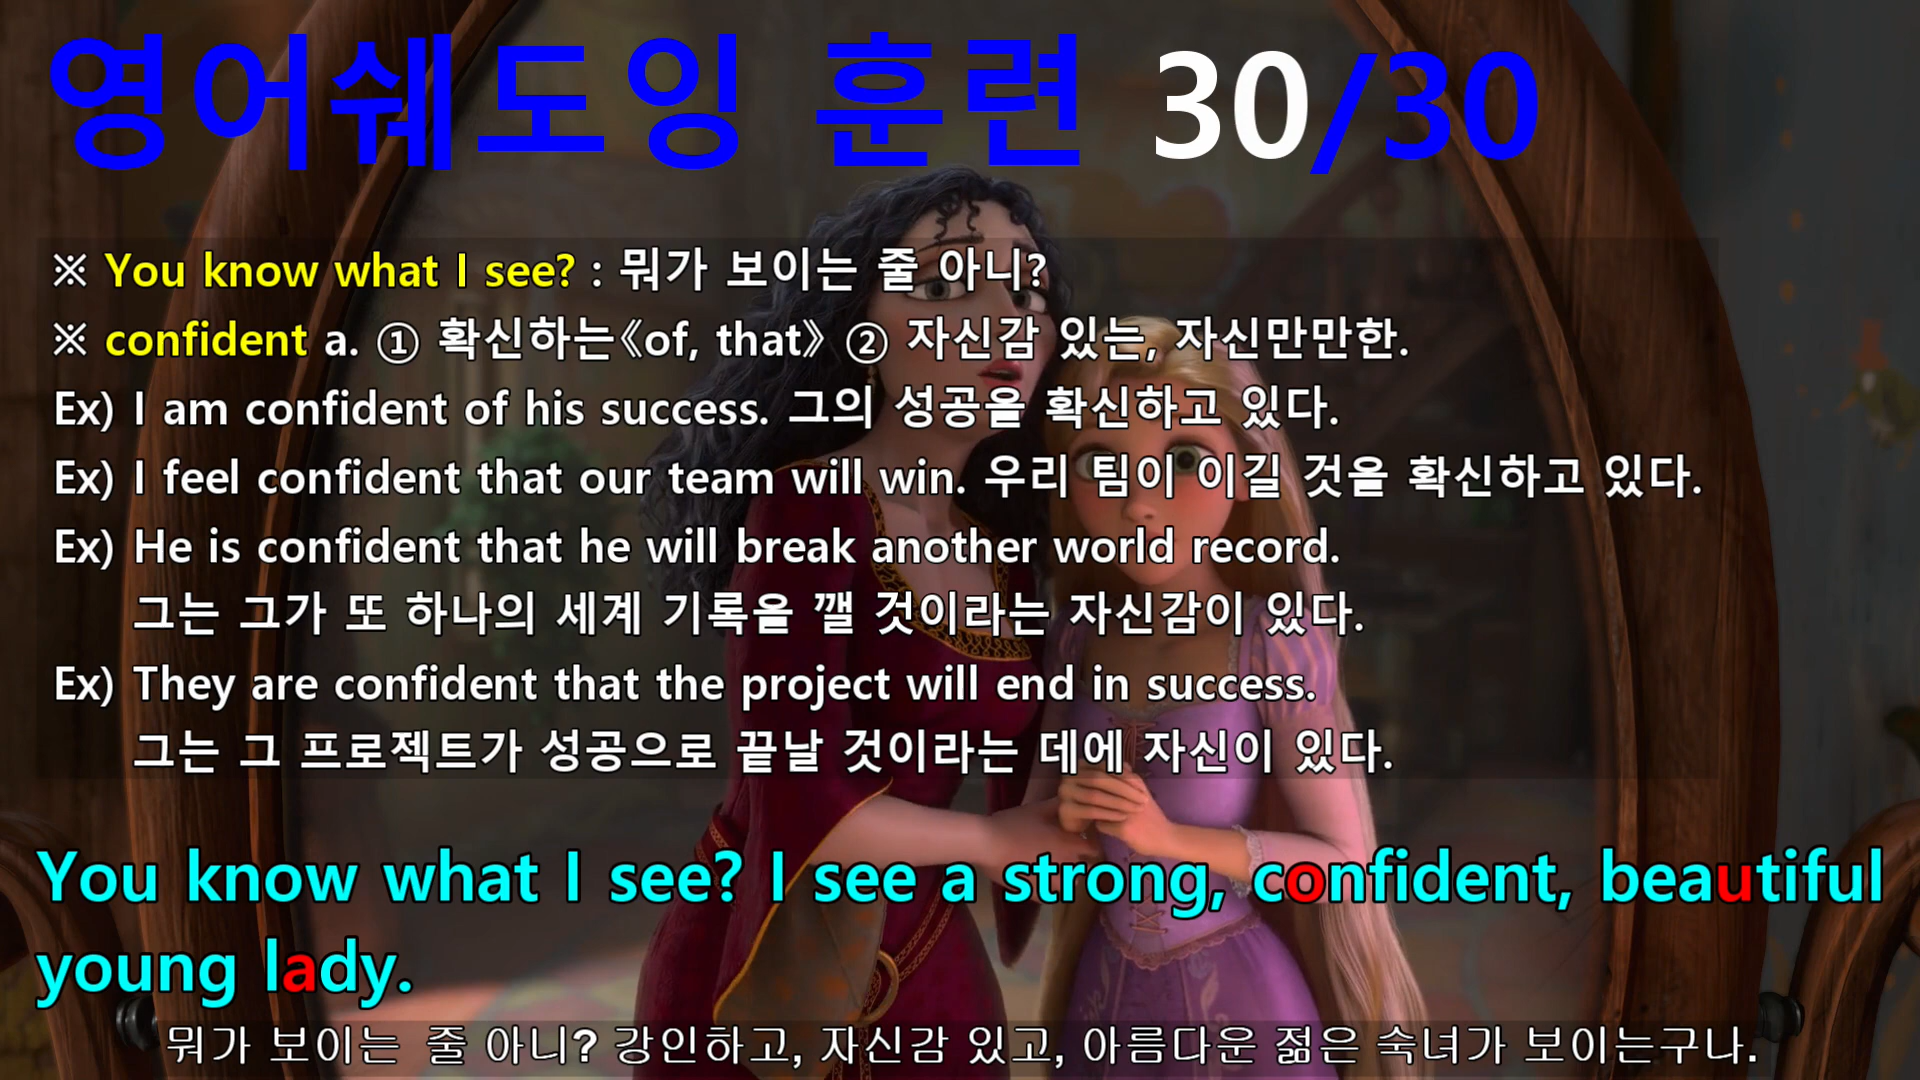 영어쉐도잉 훈련 30/30
※ You know what I see? : 뭐가 보이는 줄 아니?
※ confident a. ① 확신하는《of, that》 ② 자신감 있는, 자신만만한.
Ex) I am confident of his success. 그의 성공을 확신하고 있다.
Ex) I feel confident that our team will win. 우리 팀이 이길 것을 확신하고 있다.
Ex) He is confident that he will break another world record.
그는 그가 또 하나의 세계 기록을 깰 것이라는 자신감이 있다.
Ex) They are confident that the project will end in success.
그는 그 프로젝트가 성공으로 끝날 것이라는 데에 자신이 있다.
You know what I see? I see a strong, confident, beautiful
young lady.
뭐가 보이는 줄 아니? 강인하고, 자신감 있고, 아름다운 젊은 숙녀가 보이는구나.